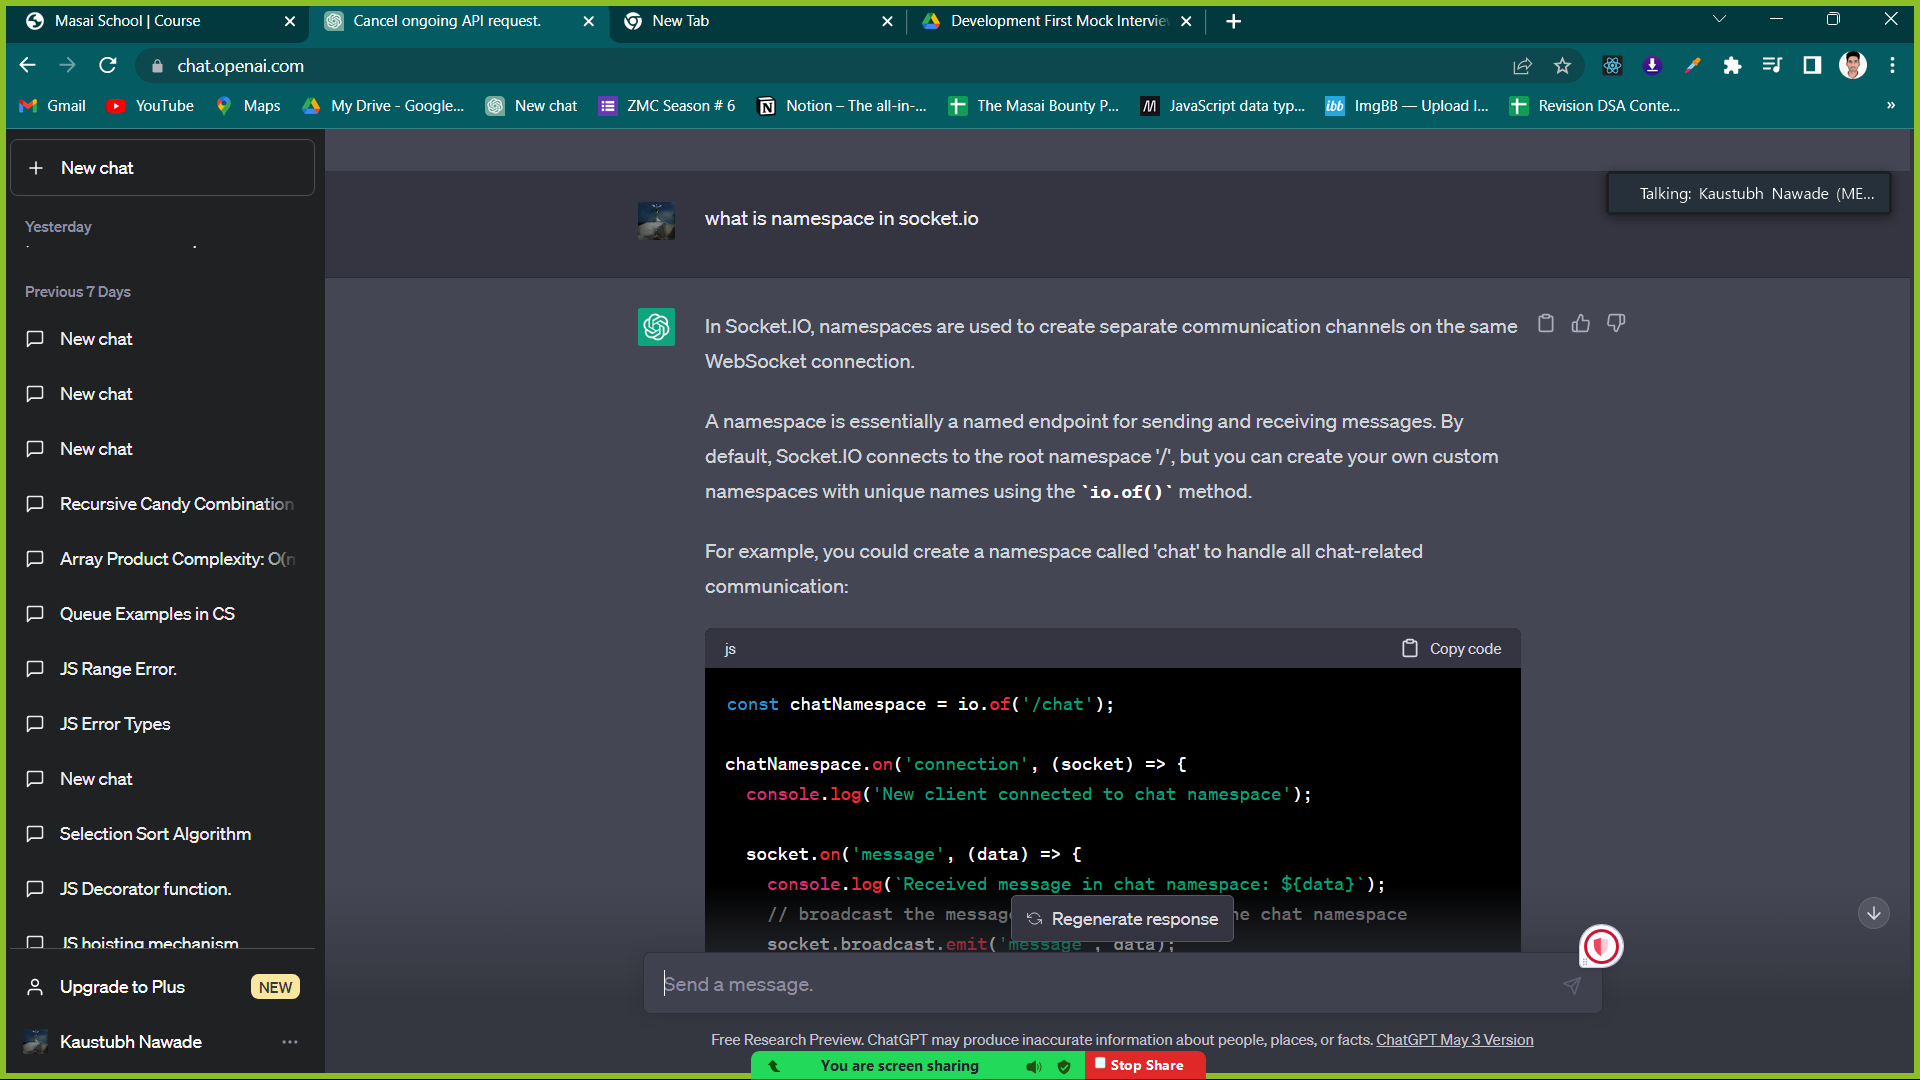 Masai School | Course
Cancel ongoing API request.
New Tab
Development First Mock Intervie
chat.openai.com
Gmail
YouTube
Maps
My Drive - Google...
New chat
ZMC Season # 6
Notion – The all-in-...
The Masai Bounty P...
JavaScript data typ...
ibb
ImgBB — Upload I...
Revision DSA Conte...
»
New chat
Yesterday
Previous 7 Days
New chat
New chat
New chat
Recursive Candy Combination
Array Product Complexity: O(n
Queue Examples in CS
JS Range Error.
JS Error Types
New chat
Selection Sort Algorithm
JS Decorator function.
JS hoisting mechanism
Upgrade to Plus
NEW
Kaustubh Nawade
Talking: Kaustubh Nawade (ME...
what is namespace in socket.io
In Socket.IO, namespaces are used to create separate communication channels on the same
WebSocket connection.
A namespace is essentially a named endpoint for sending and receiving messages. By
default, Socket.IO connects to the root namespace '/', but you can create your own custom
namespaces with unique names using the `io.of()` method.
For example, you could create a namespace called 'chat' to handle all chat-related
communication:
js
Copy code
const chatNamespace = io.of('/chat');
chatNamespace.on('connection', (socket) => {
console.log('New client connected to chat namespace');
socket.on('message', (data) => {
console.log(`Received message in chat namespace: ${data}`);
// broadcast the messag
chat namespace
socket.broadcast.emit('message', data);
Regenerate response
Send a message.
Free Research Preview. ChatGPT may produce inaccurate information about people, places, or facts. ChatGPT May 3 Version
You are screen sharing
Stop Share